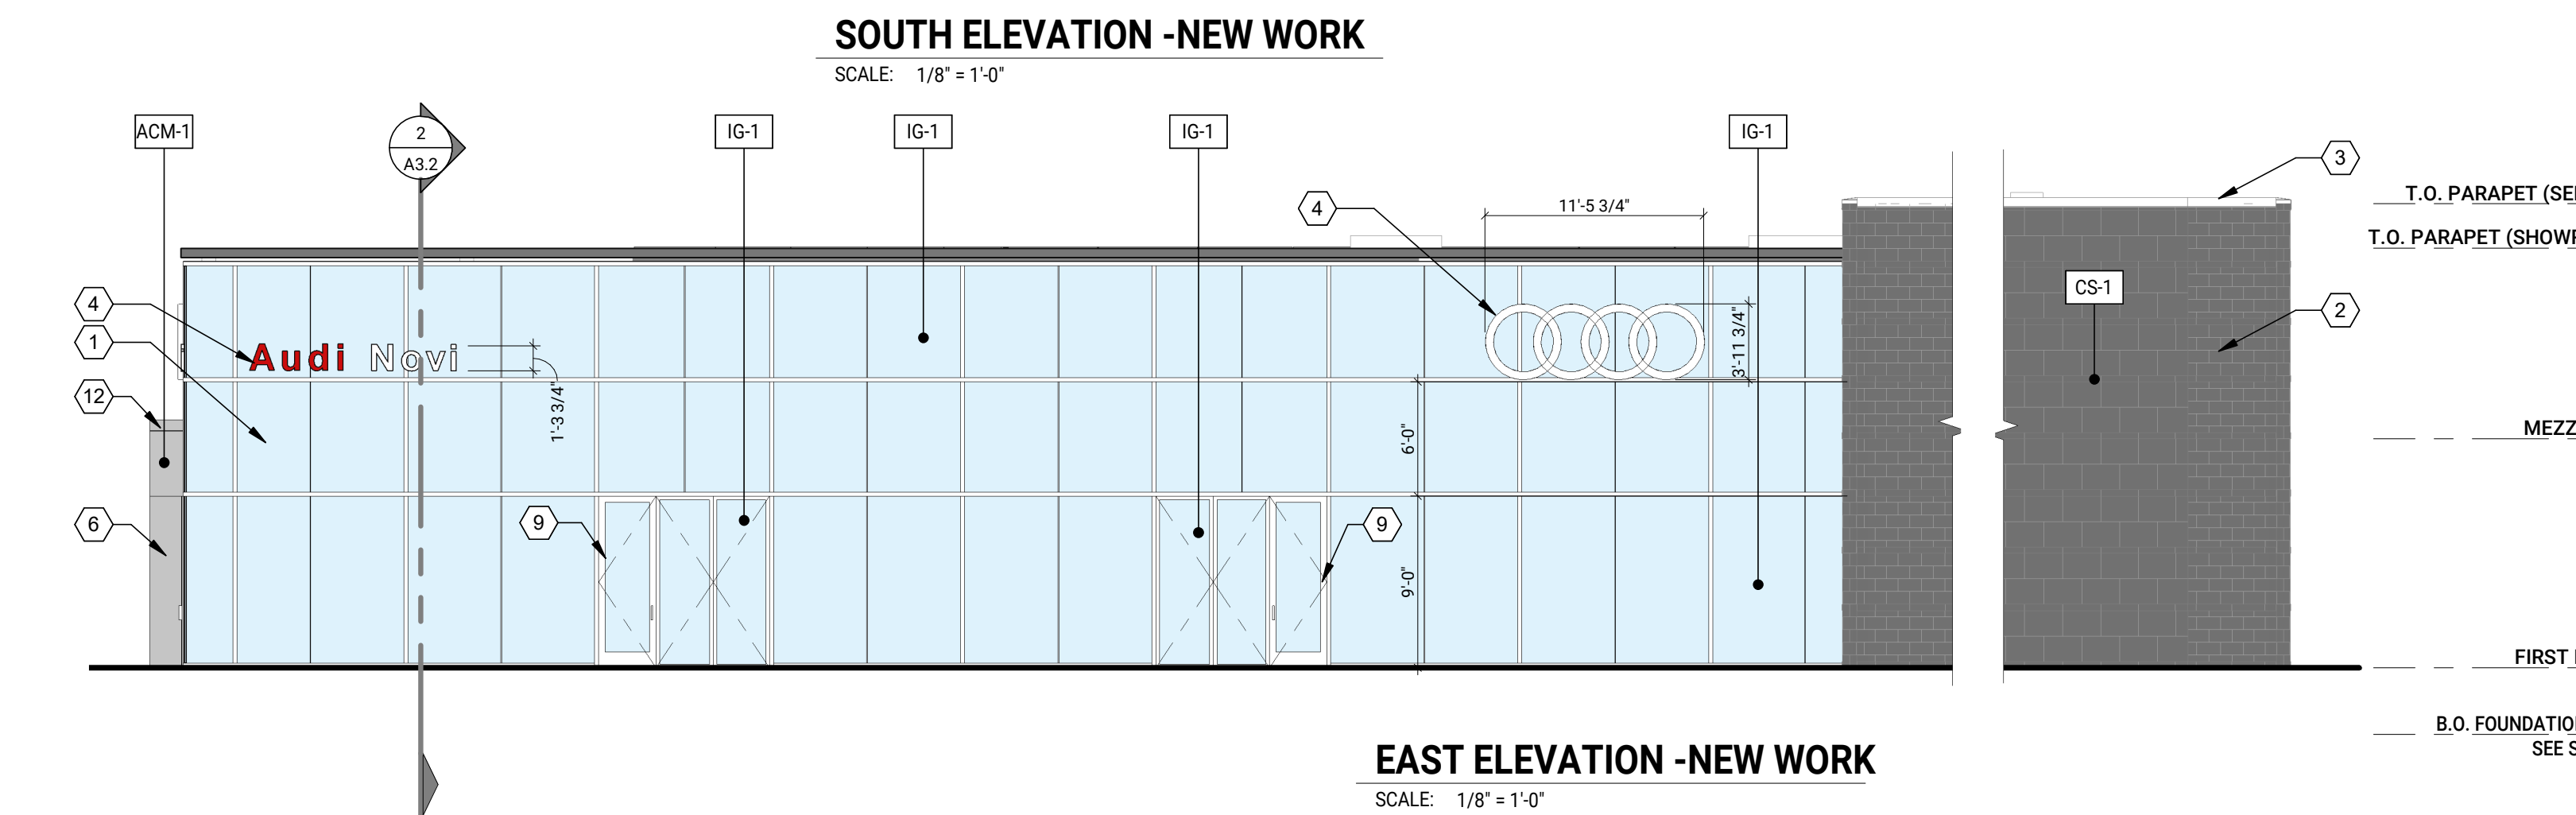 SOUTH ELEVATION -NEW WORK
SCALE: 1/8" = 1'-0"
ACM-1
2
A3.2
IG-1
IG-1
IG-1
IG-1
3
T.O. PARAPET (SE
4
11'-5 3/4"
T.O. PARAPET (SHOW
CS-1
4
2
1
Audi Novi
3'-11 3/4"
12
1'-3 3/4"
6'-0"
MEZZ
6
9
9
9'-0"
FIRST
B.O. FOUNDATIO
SEE S
EAST ELEVATION -NEW WORK
SCALE: 1/8" = 1'-0"